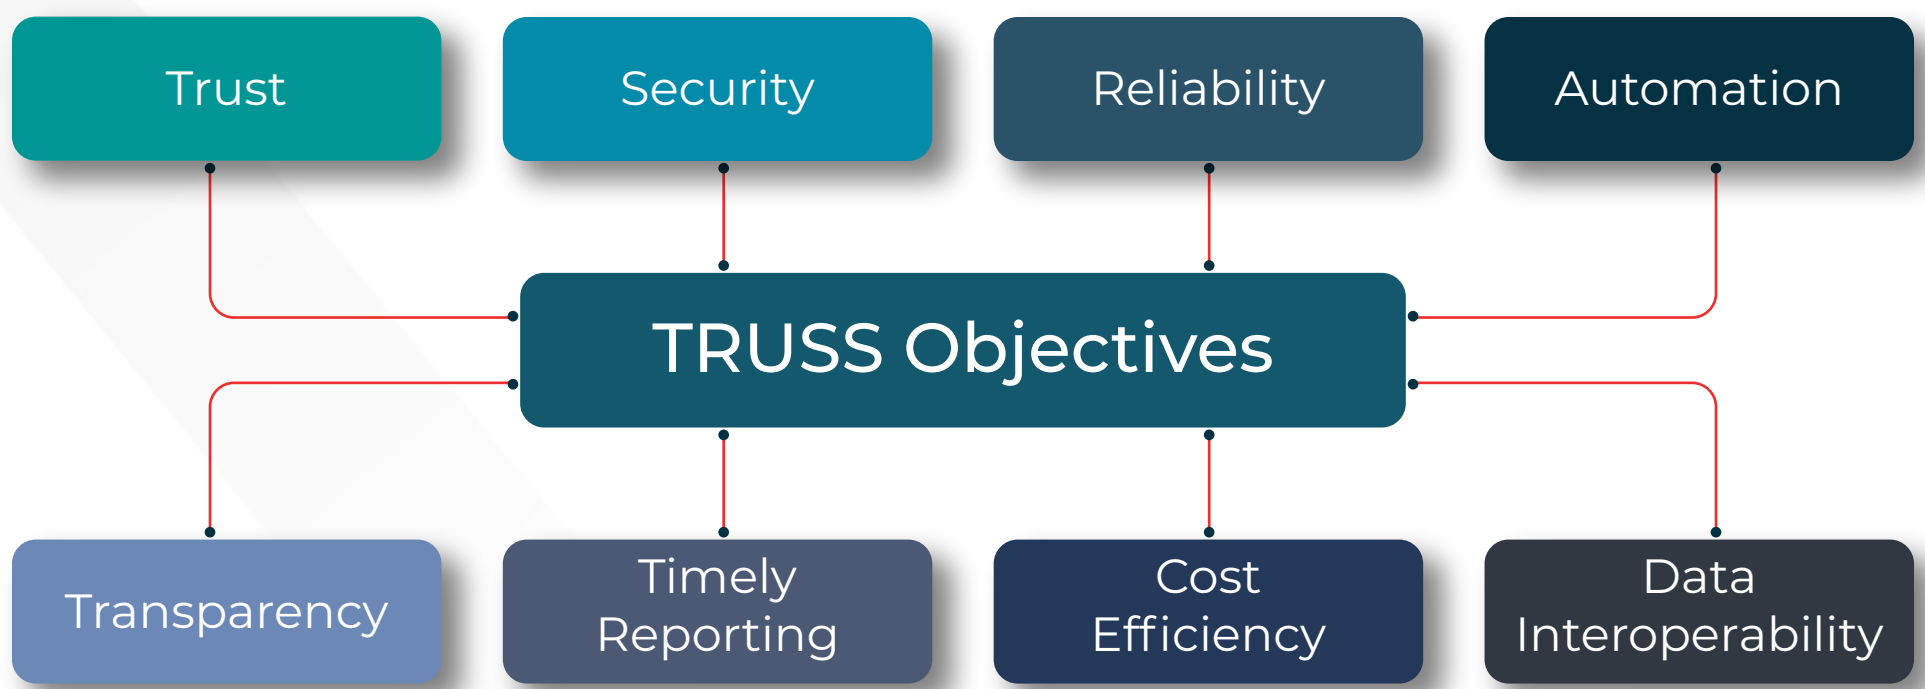 Trust
Security
Reliability
Automation
TRUSS Objectives
Transparency
Timely
Reporting
Cost
Efficiency
Data
Interoperability